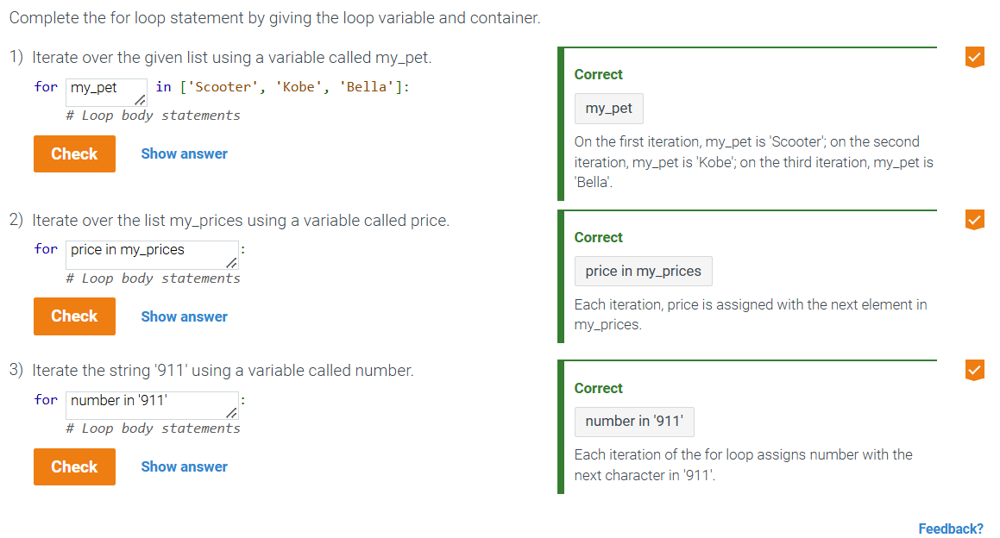 Complete the for loop statement by giving the loop variable and container.
1) Iterate over the given list using a variable called my_pet.
for my_pet in ['Scooter', 'Kobe', 'Bella']:
# Loop body statements
Check Show answer
Correct
my_pet
On the first iteration, my_pet is 'Scooter'; on the second
iteration, my_pet is 'Kobe'; on the third iteration, my_pet is
'Bella'.
2) Iterate over the list my_prices using a variable called price.
for price in my_prices :
# Loop body statements
Check Show answer
Correct
price in my_prices
Each iteration, price is assigned with the next element in
my_prices.
3) Iterate the string '911' using a variable called number.
for number in '911' :
# Loop body statements
Check Show answer
Correct
number in '911'
Each iteration of the for loop assigns number with the
next character in '911'.
Feedback?